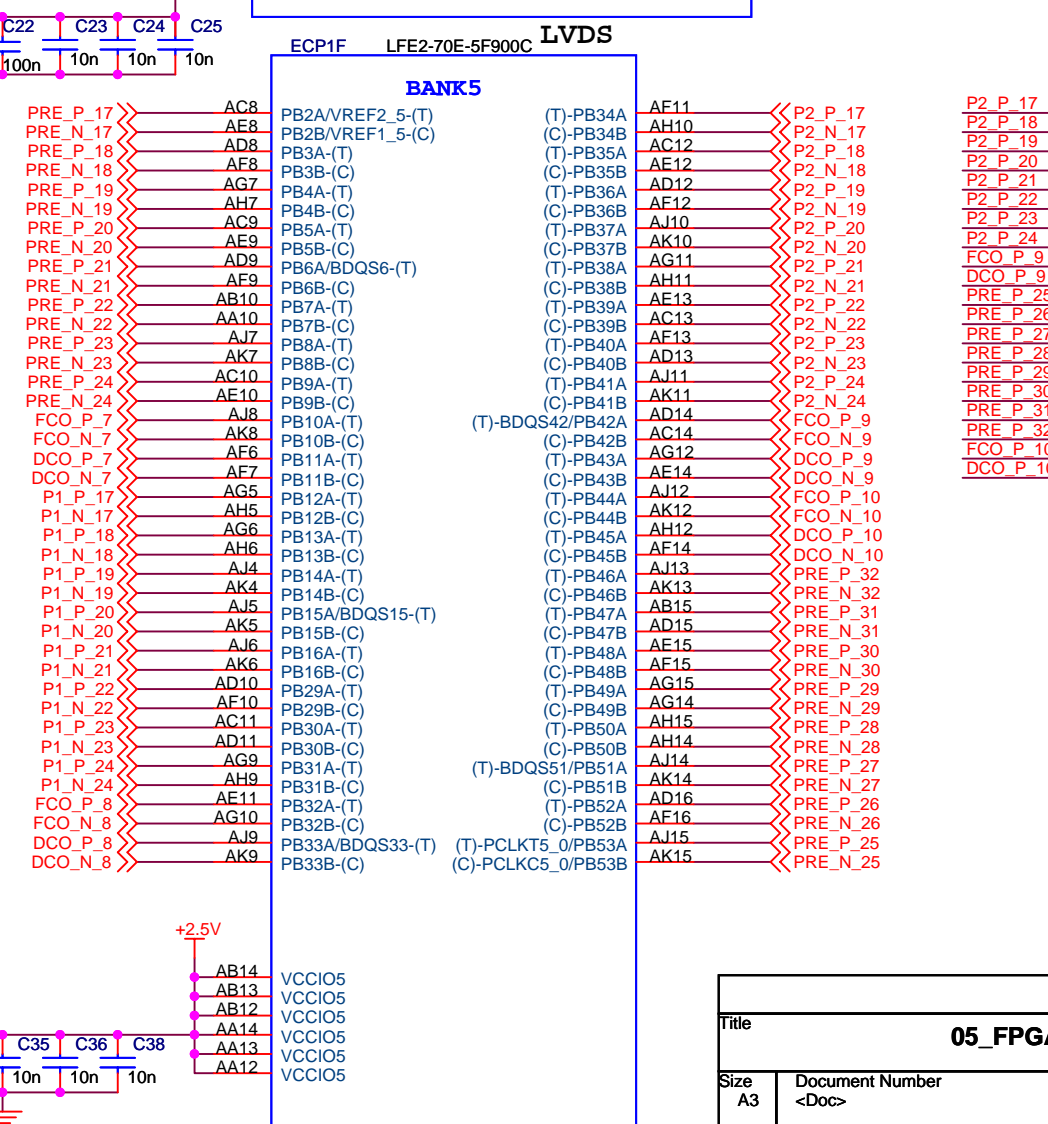 C22 C23 C24 C25
100n 10n 10n 10n
LVDS
ECP1F LFE2-70E-5F900C
BANK5
PRE_P_17 AC8 PB2A/VREF2_5-(T) (T)-PB34A AF11 P2_P_17
PRE_N_17 AE8 PB2B/VREF1_5-(C) (C)-PB34B AH10 P2_N_17
PRE_P_18 AD8 PB3A-(T) (T)-PB35A AC12 P2_P_18
PRE_N_18 AF8 PB3B-(C) (C)-PB35B AE12 P2_N_18
PRE_P_19 AG7 PB4A-(T) (T)-PB36A AD12 P2_P_19
PRE_N_19 AH7 PB4B-(C) (C)-PB36B AF12 P2_N_19
PRE_P_20 AC9 PB5A-(T) (T)-PB37A AJ10 P2_P_20
PRE_N_20 AE9 PB5B-(C) (C)-PB37B AK10 P2_N_20
PRE_P_21 AD9 PB6A/BDQS6-(T) (T)-PB38A AG11 P2_P_21
PRE_N_21 AF9 PB6B-(C) (C)-PB38B AH11 P2_N_21
PRE_P_22 AB10 PB7A-(T) (T)-PB39A AE13 P2_P_22
PRE_N_22 AA10 PB7B-(C) (C)-PB39B AC13 P2_N_22
PRE_P_23 AJ7 PB8A-(T) (T)-PB40A AF13 P2_P_23
PRE_N_23 AK7 PB8B-(C) (C)-PB40B AD13 P2_N_23
PRE_P_24 AC10 PB9A-(T) (T)-PB41A AJ11 P2_P_24
PRE_N_24 AE10 PB9B-(C) (C)-PB41B AK11 P2_N_24
FCO_P_7 AJ8 PB10A-(T) (T)-BDQS42/PB42A AD14 FCO_P_9
FCO_N_7 AK8 PB10B-(C) (C)-PB42B AC14 FCO_N_9
DCO_P_7 AF6 PB11A-(T) (T)-PB43A AG12 DCO_P_9
DCO_N_7 AF7 PB11B-(C) (C)-PB43B AE14 DCO_N_9
P1_P_17 AG5 PB12A-(T) (T)-PB44A AJ12 FCO_P_10
P1_N_17 AH5 PB12B-(C) (C)-PB44B AK12 FCO_N_10
P1_P_18 AG6 PB13A-(T) (T)-PB45A AH12 DCO_P_10
P1_N_18 AH6 PB13B-(C) (C)-PB45B AF14 DCO_N_10
P1_P_19 AJ4 PB14A-(T) (T)-PB46A AJ13 PRE_P_32
P1_N_19 AK4 PB14B-(C) (C)-PB46B AK13 PRE_N_32
P1_P_20 AJ5 PB15A/BDQS15-(T) (T)-PB47A AB15 PRE_P_31
P1_N_20 AK5 PB15B-(C) (C)-PB47B AD15 PRE_N_31
P1_P_21 AJ6 PB16A-(T) (T)-PB48A AE15 PRE_P_30
P1_N_21 AK6 PB16B-(C) (C)-PB48B AF15 PRE_N_30
P1_P_22 AD10 PB29A-(T) (T)-PB49A AG15 PRE_P_29
P1_N_22 AF10 PB29B-(C) (C)-PB49B AG14 PRE_N_29
P1_P_23 AC11 PB30A-(T) (T)-PB50A AH15 PRE_P_28
P1_N_23 AD11 PB30B-(C) (C)-PB50B AH14 PRE_N_28
P1_P_24 AG9 PB31A-(T) (T)-BDQS51/PB51A AJ14 PRE_P_27
P1_N_24 AH9 PB31B-(C) (C)-PB51B AK14 PRE_N_27
FCO_P_8 AE11 PB32A-(T) (T)-PB52A AD16 PRE_P_26
FCO_N_8 AG10 PB32B-(C) (C)-PB52B AF16 PRE_N_26
DCO_P_8 AJ9 PB33A/BDQS33-(T) (T)-PCLKT5_0/PB53A AJ15 PRE_P_25
DCO_N_8 AK9 PB33B-(C) (C)-PCLKC5_0/PB53B AK15 PRE_N_25
P2_P_17
P2_P_18
P2_P_19
P2_P_20
P2_P_21
P2_P_22
P2_P_23
P2_P_24
FCO_P_9
DCO_P_9
PRE_P_25
PRE_P_26
PRE_P_27
PRE_P_28
PRE_P_29
PRE_P_30
PRE_P_31
PRE_P_32
FCO_P_10
DCO_P_10
+2.5V
AB14 VCCIO5
AB13 VCCIO5
AB12 VCCIO5
AA14 VCCIO5
AA13 VCCIO5
AA12 VCCIO5
C35 C36 C38
10n 10n 10n
Title
05_FPGA
Size Document Number
A3 <Doc>